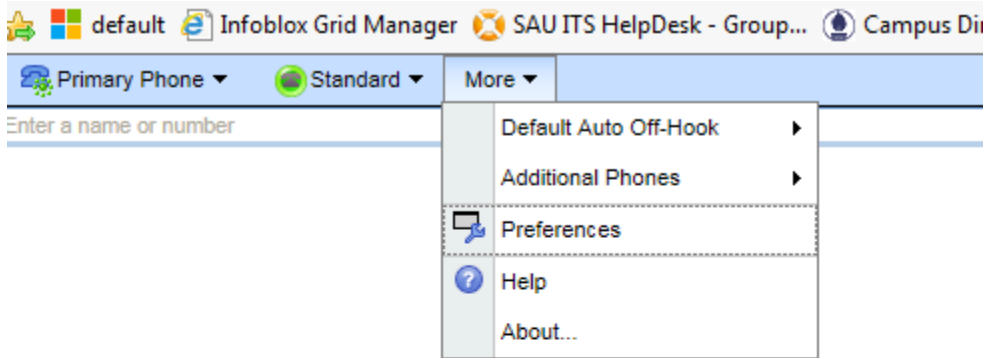 default Infoblox Grid Manager SAU ITS HelpDesk - Group... Campus Di
Primary Phone Standard More
Enter a name or number
Default Auto Off-Hook
Additional Phones
Preferences
Help
About...